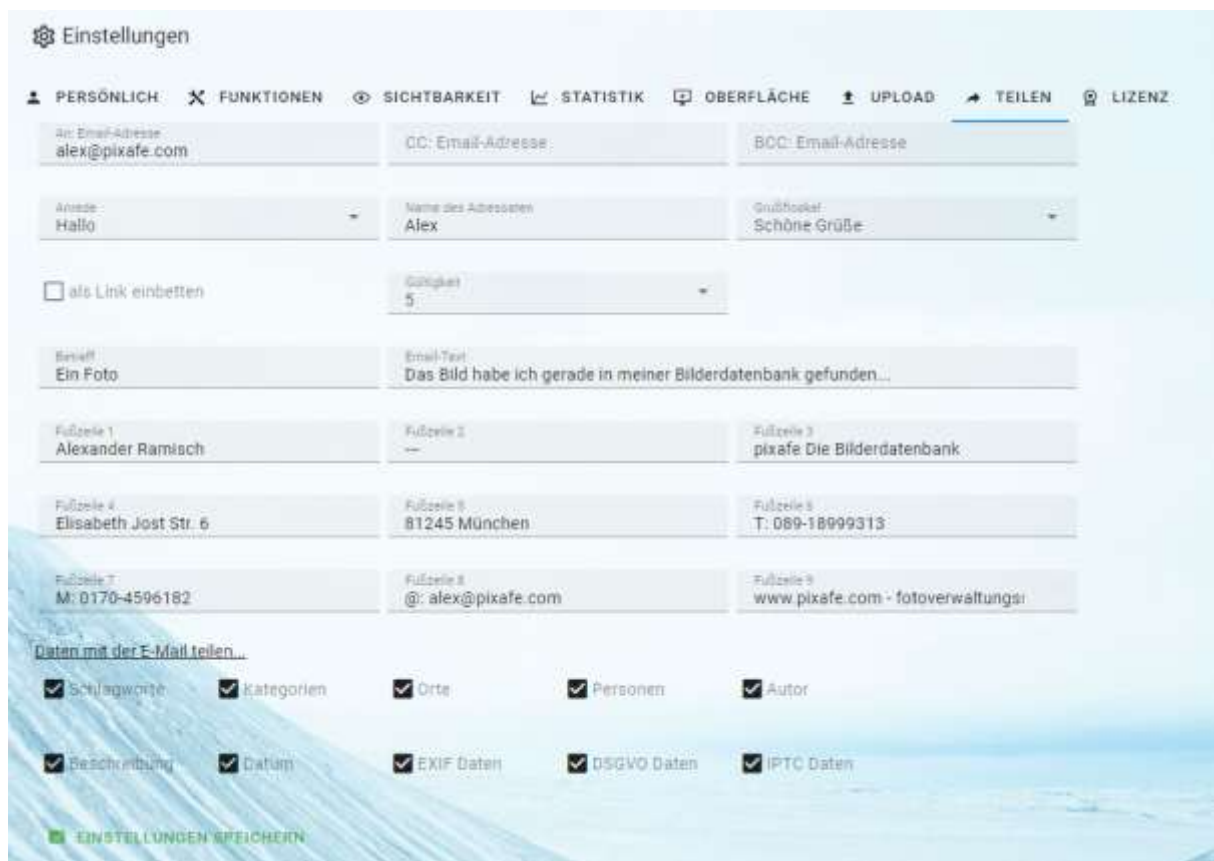 Einstellungen
PERSÖNLICH FUNKTIONEN SICHTBARKEIT STATISTIK OBERFLÄCHE UPLOAD TEILEN LIZENZ
An: Email-Adresse
alex@pixafe.com CC: Email-Adresse BCC: Email-Adresse
Anrede Name des Adressaten Grußfloskel
Hallo Alex Schöne Grüße
als Link einbetten Gültigkeit
5
Betreff Email-Text
Ein Foto Das Bild habe ich gerade in meiner Bilderdatenbank gefunden...
Fußzeile 1 Fußzeile 2 Fußzeile 3
Alexander Ramisch --- pixafe Die Bilderdatenbank
Fußzeile 4 Fußzeile 5 Fußzeile 6
Elisabeth Jost Str. 6 81245 München T: 089-18999313
Fußzeile 7 Fußzeile 8 Fußzeile 9
M: 0170-4596182 @: alex@pixafe.com www.pixafe.com - fotoverwaltungs
Daten mit der E-Mail teilen...
Schlagworte Kategorien Orte Personen Autor
Beschreibung Datum EXIF Daten DSGVO Daten IPTC Daten
EINSTELLUNGEN SPEICHERN